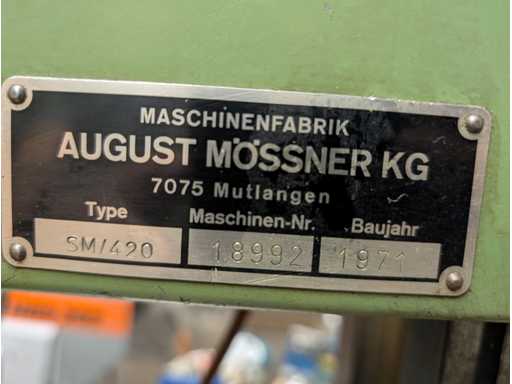 MASCHINENFABRIK
AUGUST MÖSSNER KG
7075 Mutlangen
Type Maschinen-Nr. Baujahr
SM/420 18992 1971